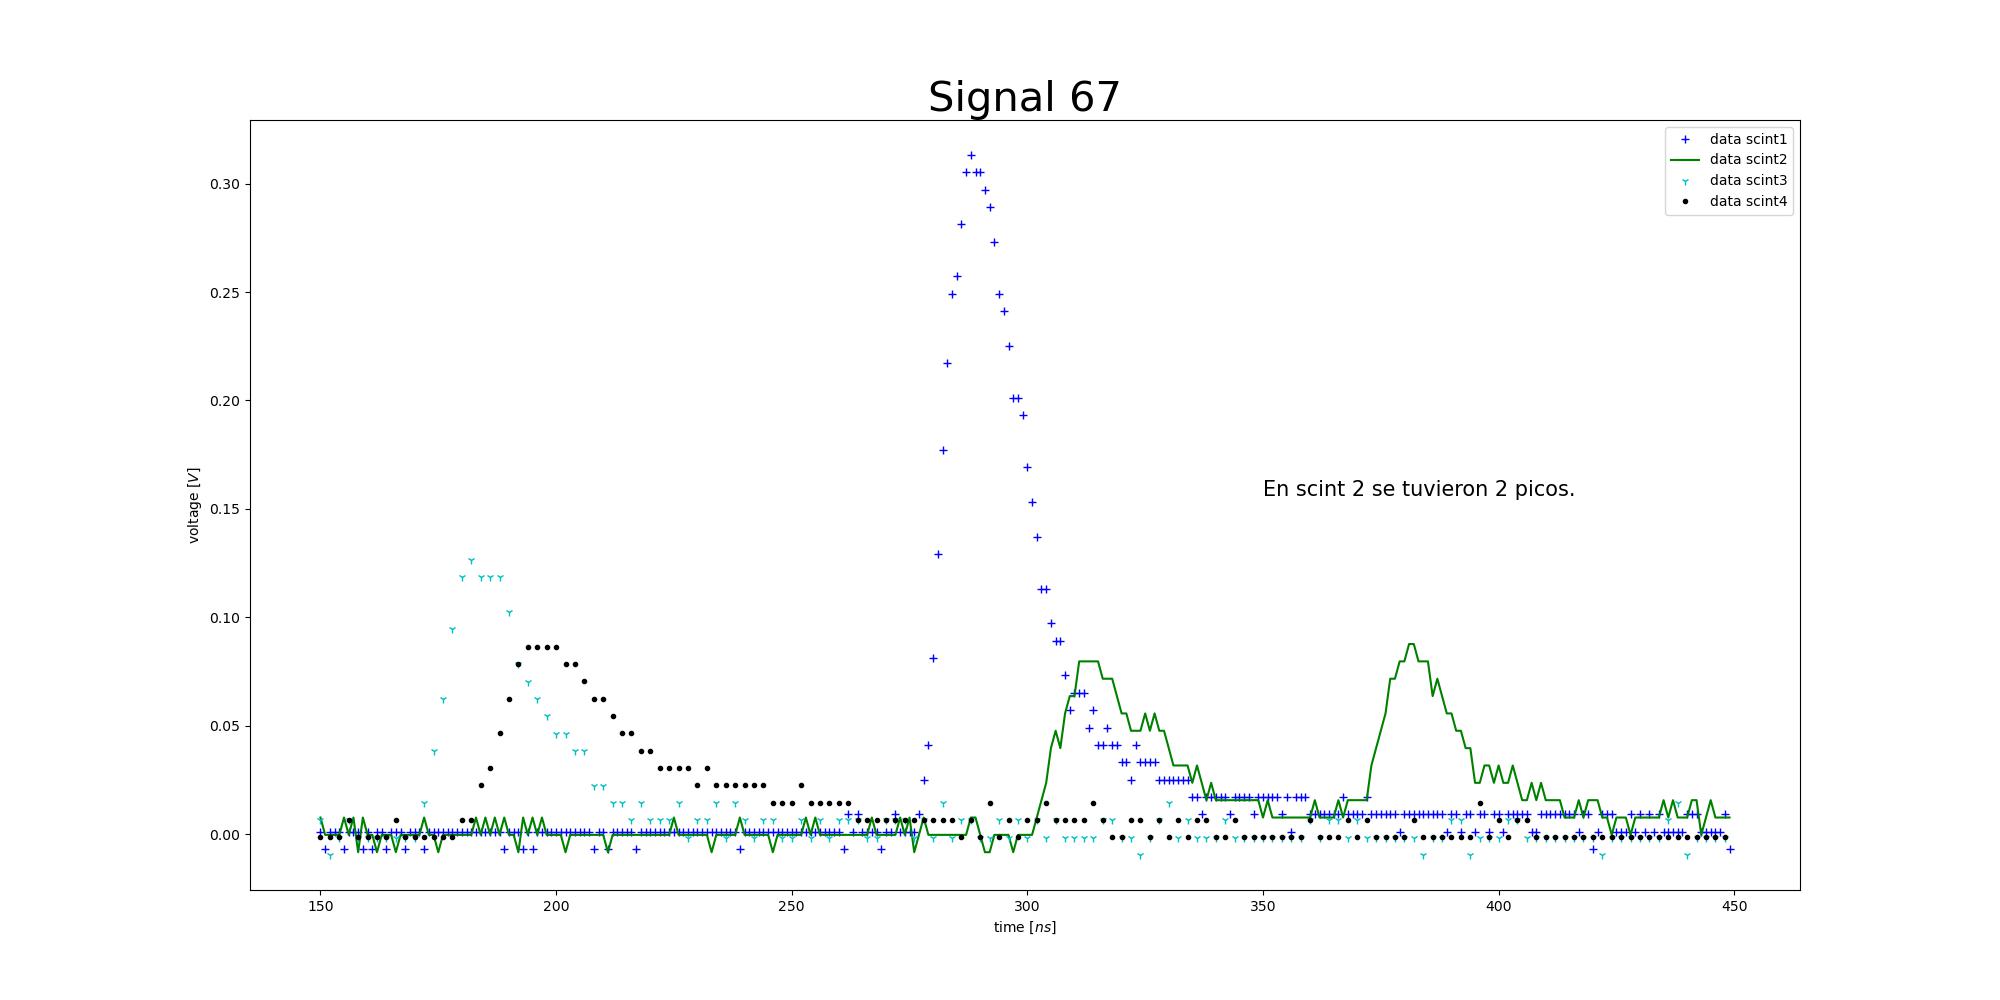 Signal 67
data scint1
data scint2
data scint3
data scint4
0.30
0.25
0.20
0.15
0.10
0.05
0.00
voltage [V]
En scint 2 se tuvieron 2 picos.
150 200 250 300 350 400 450
time [ns]